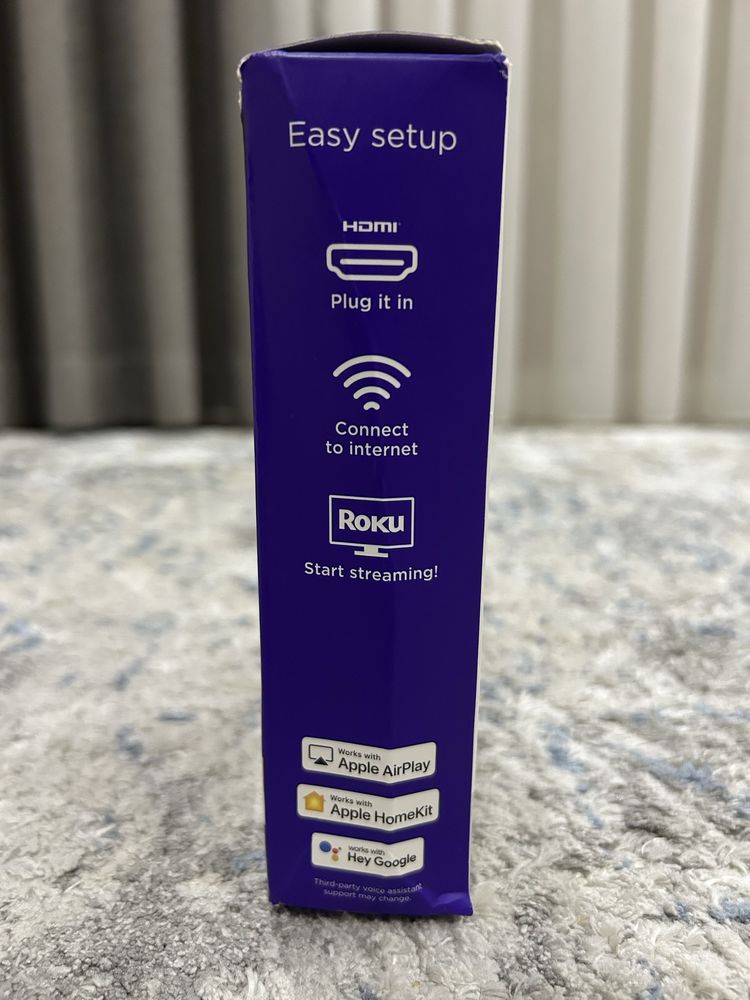 Easy setup
HDMI
Plug it in
Connect
to internet
Roku
Start streaming!
Works with
Apple AirPlay
Works with
Apple HomeKit
works with
Hey Google
Third-party voice assistant
support may change.